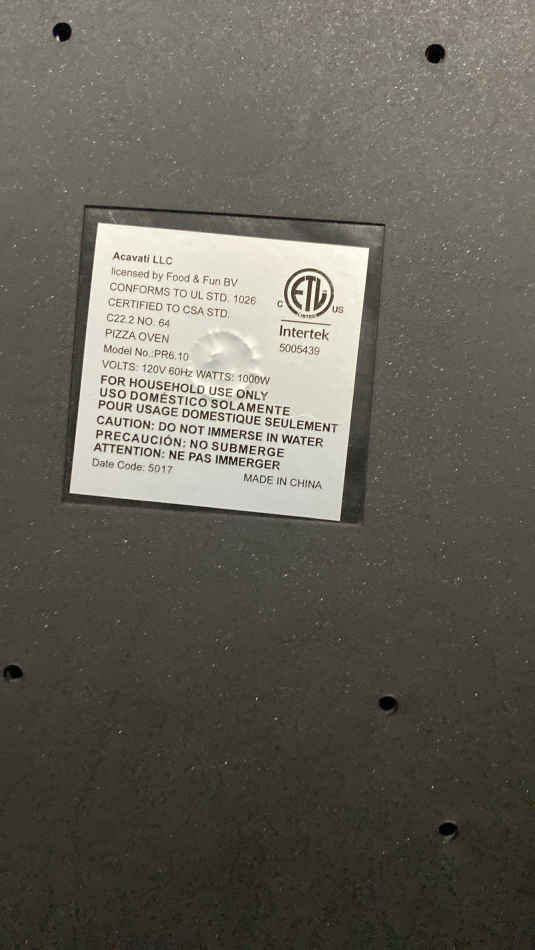 Acavati LLC
licensed by Food & Fun BV
CONFORMS TO UL STD. 1026
CERTIFIED TO CSA STD.
C22.2 NO. 64
PIZZA OVEN
Model No.:PR6.10
VOLTS: 120V 60Hz WATTS: 1000W
FOR HOUSEHOLD USE ONLY
USO DOMÉSTICO SOLAMENTE
POUR USAGE DOMESTIQUE SEULEMENT
CAUTION: DO NOT IMMERSE IN WATER
PRECAUCIÓN: NO SUBMERGE
ATTENTION: NE PAS IMMERGER
Date Code: 5017
MADE IN CHINA
ETL
LISTED
C US
Intertek
5005439